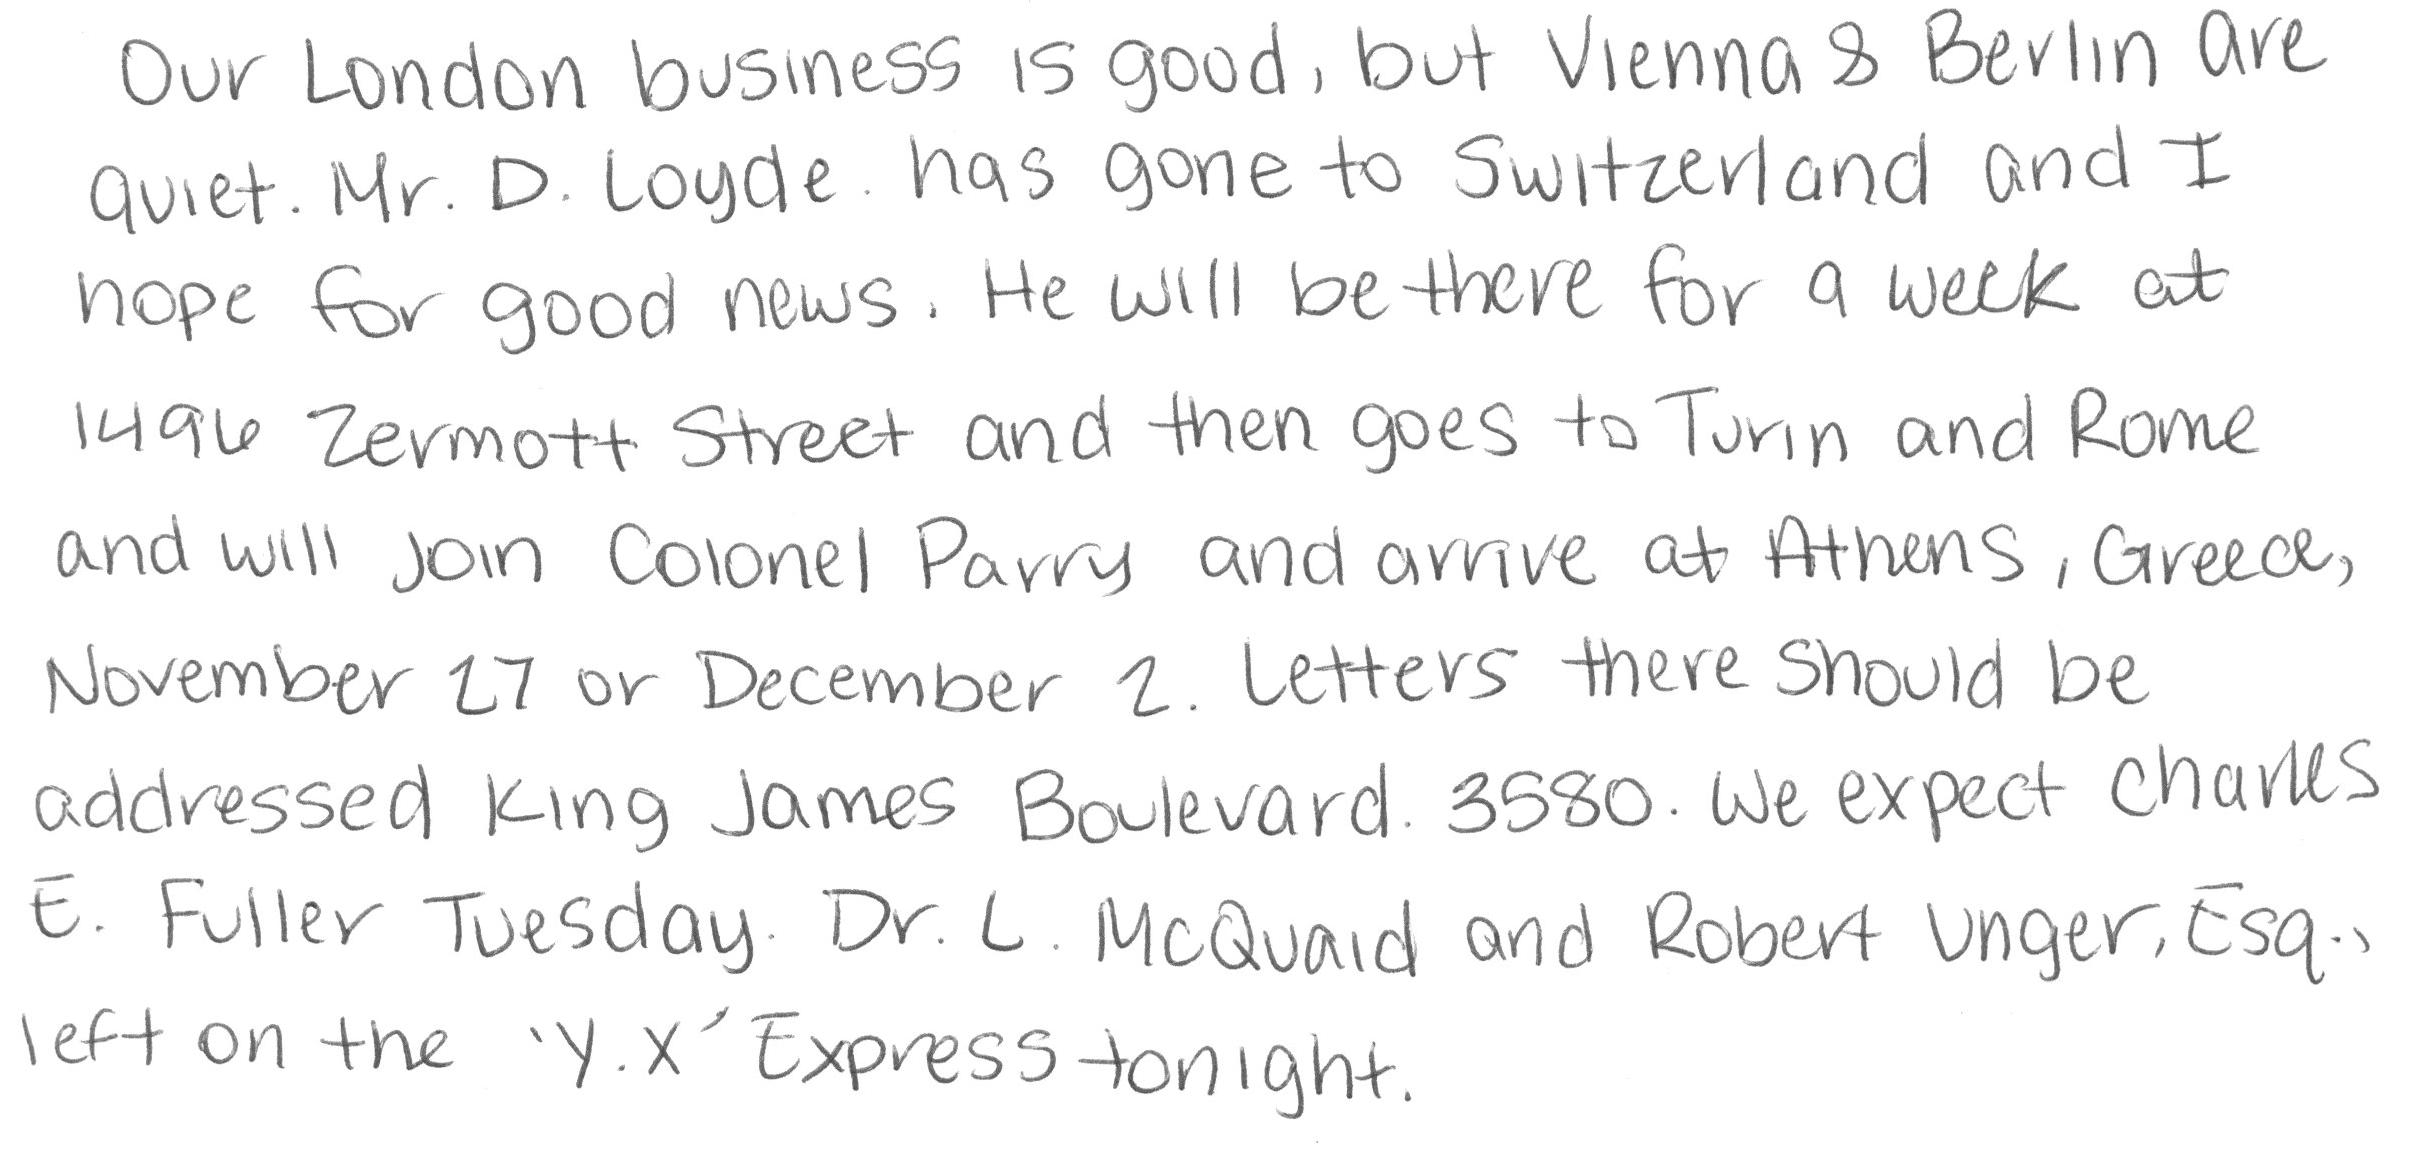 Our London business is good, but Vienna & Berlin are
quiet. Mr. D. Loyde. has gone to Switzerland and I
hope for good news. He will be there for a week at
1496 Zermott Street and then goes to Turin and Rome
and will join Colonel Parry and arrive at Athens, Greece,
November 27 or December 2. Letters there should be
addressed King James Boulevard. 3580. We expect Charles
E. Fuller Tuesday. Dr. L. McQuaid and Robert Unger, Esq.,
left on the 'Y.X' Express tonight.